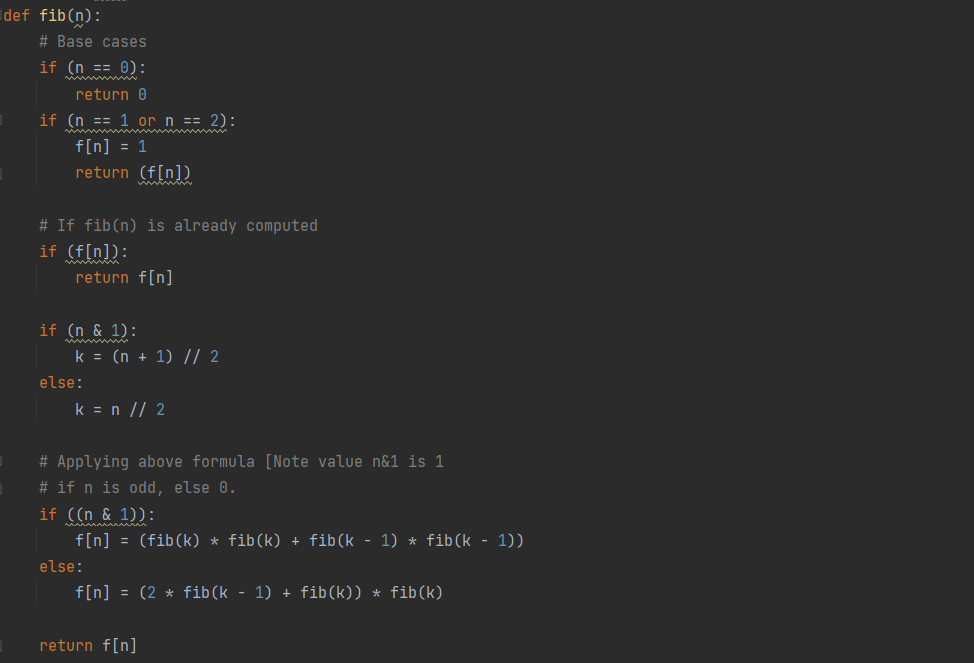 def fib(n):
    # Base cases
    if (n == 0):
        return 0
    if (n == 1 or n == 2):
        f[n] = 1
        return (f[n])

    # If fib(n) is already computed
    if (f[n]):
        return f[n]

    if (n & 1):
        k = (n + 1) // 2
    else:
        k = n // 2

    # Applying above formula [Note value n&1 is 1
    # if n is odd, else 0.
    if ((n & 1)):
        f[n] = (fib(k) * fib(k) + fib(k - 1) * fib(k - 1))
    else:
        f[n] = (2 * fib(k - 1) + fib(k)) * fib(k)

    return f[n]